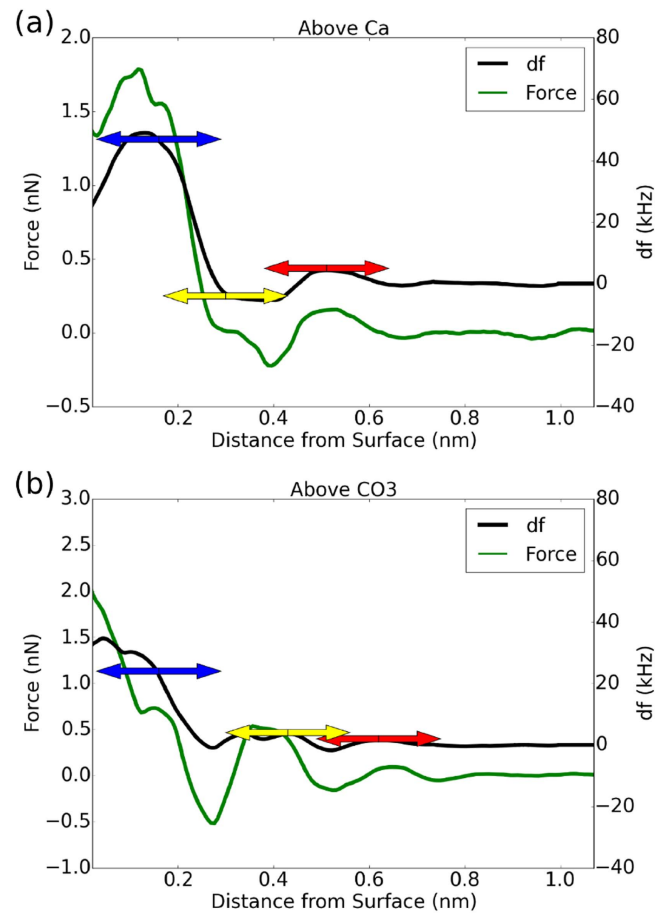 (a)
Above Ca
2.0
1.5
1.0
0.5
0.0
−0.5
Force (nN)
df
Force
80
60
40
20
0
−20
−40
df (kHz)
0.2 0.4 0.6 0.8 1.0
Distance from Surface (nm)
(b)
Above CO3
3.0
2.5
2.0
1.5
1.0
0.5
0.0
−0.5
−1.0
Force (nN)
df
Force
80
60
40
20
0
−20
−40
df (kHz)
0.2 0.4 0.6 0.8 1.0
Distance from Surface (nm)